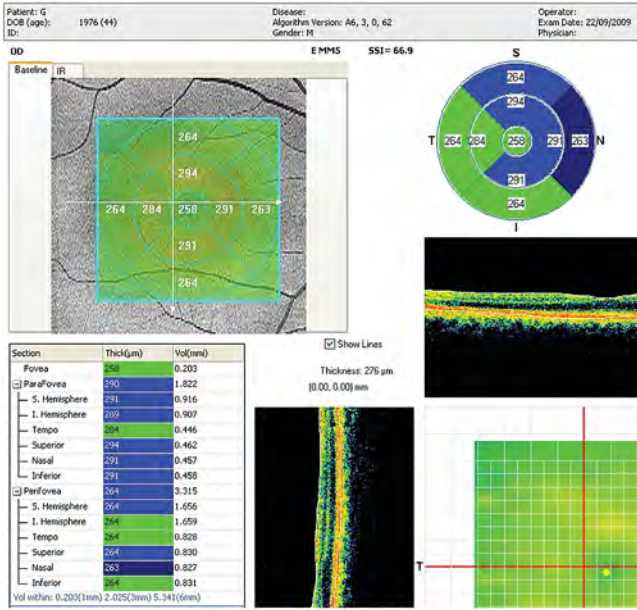 Patient: G Disease: Operator:
DOB (age): 1976 (44) Algorithm Version: A6, 3, 0, 62 Exam Date: 22/09/2009
ID: Gender: M Physician:
OD EMMS SSI= 66.9
Baseline IR
264
294
264 284 258 291 263
291
264
S
264
294
T 264 284 258 291 263 N
291
264
I
Show Lines
Thickness: 276 µm
(0.00, 0.00) mm
Section Thick(µm) Vol(mm)
Fovea 258 0.203
ParaFovea 290 1.822
S. Hemisphere 291 0.916
I. Hemisphere 289 0.907
Tempo 284 0.446
Superior 294 0.462
Nasal 291 0.457
Inferior 291 0.458
Perifovea 264 3.315
S. Hemisphere 264 1.656
I. Hemisphere 264 1.659
Tempo 264 0.828
Superior 264 0.830
Nasal 263 0.827
Inferior 264 0.831
Vol within: 0.203(1mm) 2.025(3mm) 5.341(6mm)
T